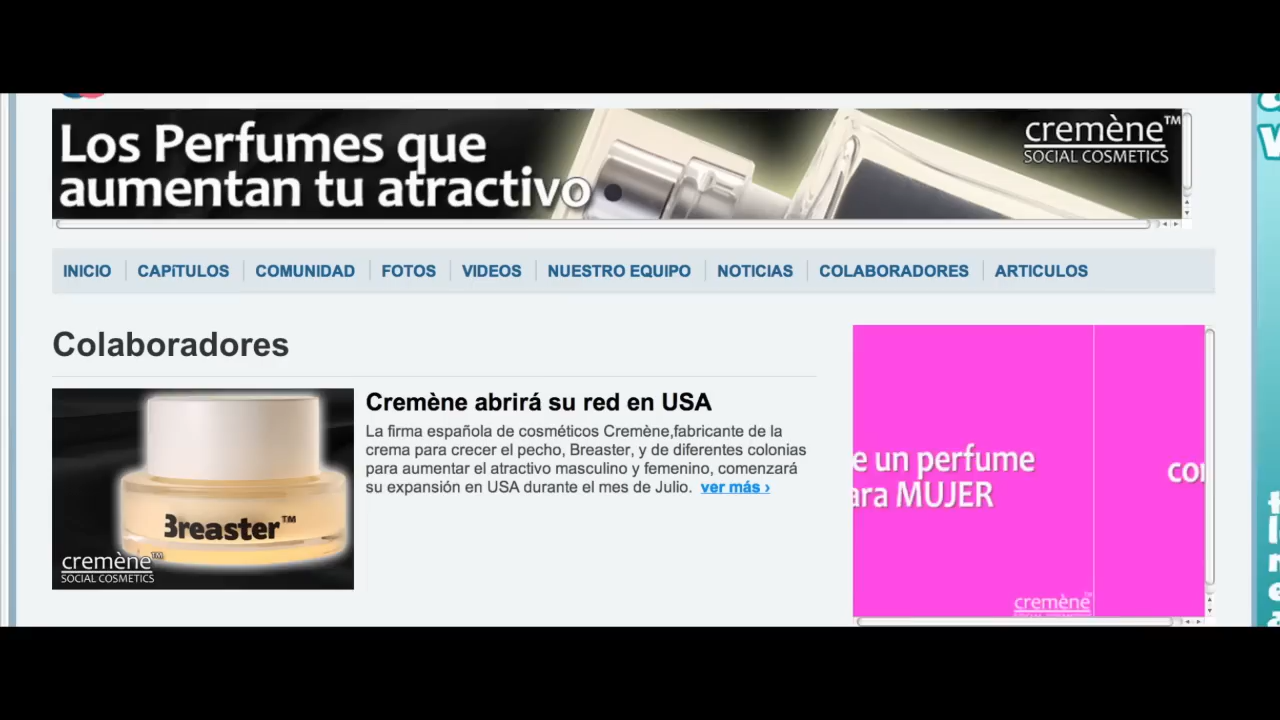 Los Perfumes que
aumentan tu atractivo
cremène™
SOCIAL COSMETICS
INICIO CAPíTULOS COMUNIDAD FOTOS VIDEOS NUESTRO EQUIPO NOTICIAS COLABORADORES ARTICULOS
Colaboradores
Breaster™
cremène™
SOCIAL COSMETICS
Cremène abrirá su red en USA
La firma española de cosméticos Cremène,fabricante de la
crema para crecer el pecho, Breaster, y de diferentes colonias
para aumentar el atractivo masculino y femenino, comenzará
su expansión en USA durante el mes de Julio. ver más ›
e un perfume
ara MUJER
cremène™